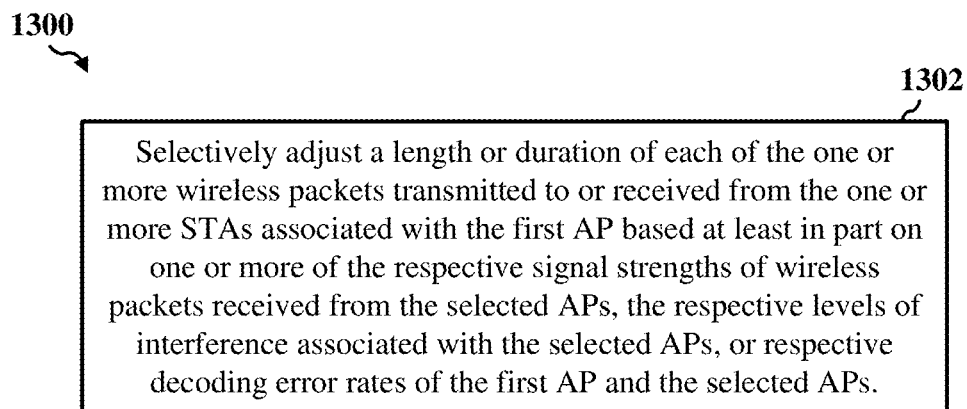 1300
1302
Selectively adjust a length or duration of each of the one or
more wireless packets transmitted to or received from the one or
more STAs associated with the first AP based at least in part on
one or more of the respective signal strengths of wireless
packets received from the selected APs, the respective levels of
interference associated with the selected APs, or respective
decoding error rates of the first AP and the selected APs.